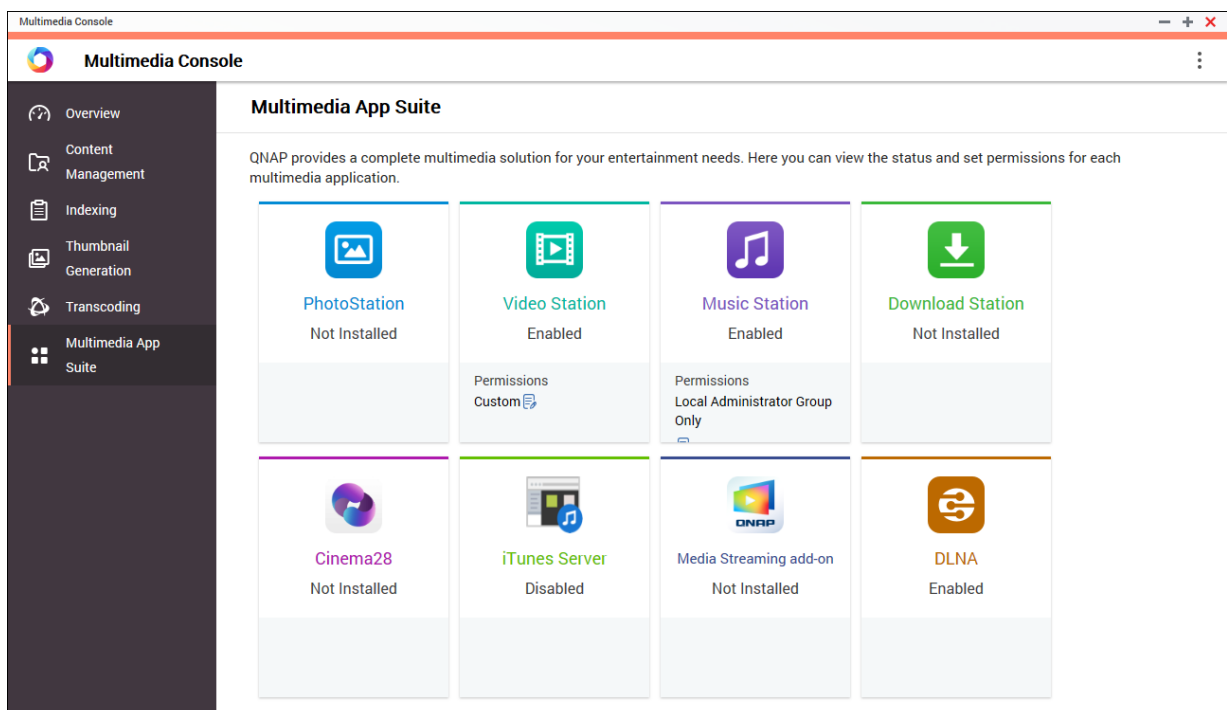 Multimedia Console
Multimedia Console
Overview
Content
Management
Indexing
Thumbnail
Generation
Transcoding
Multimedia App
Suite
Multimedia App Suite
QNAP provides a complete multimedia solution for your entertainment needs. Here you can view the status and set permissions for each
multimedia application.
PhotoStation
Not Installed
Video Station
Enabled
Permissions
Custom
Music Station
Enabled
Permissions
Local Administrator Group
Only
Download Station
Not Installed
Cinema28
Not Installed
iTunes Server
Disabled
QNAP
Media Streaming add-on
Not Installed
DLNA
Enabled